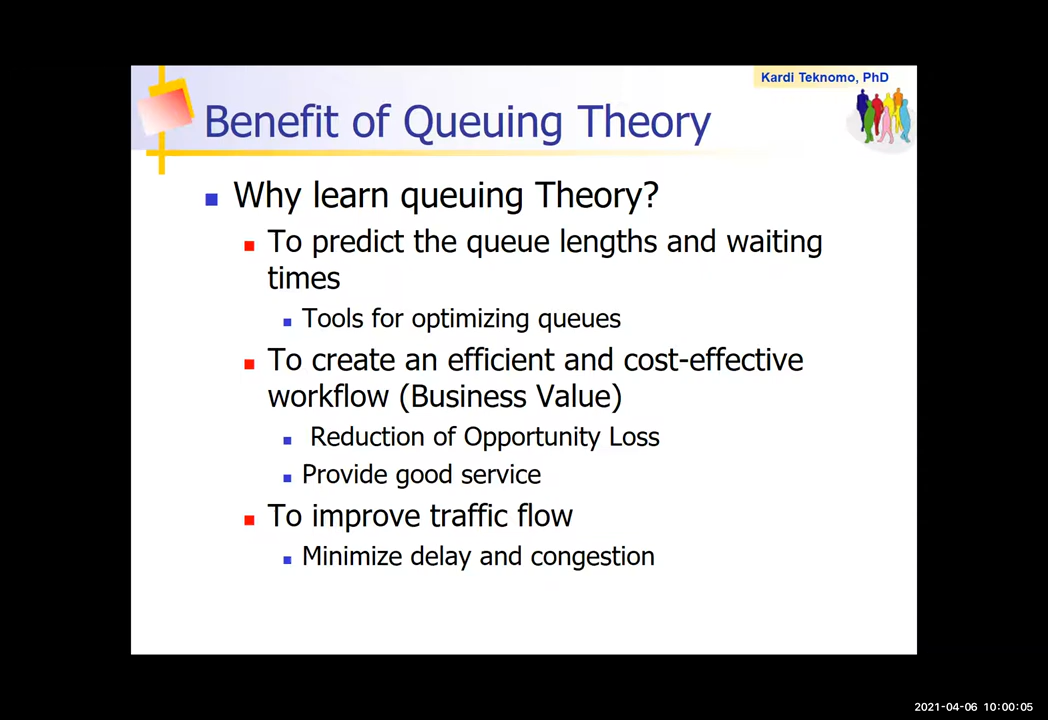 Kardi Teknomo, PhD
Benefit of Queuing Theory
Why learn queuing Theory?
To predict the queue lengths and waiting
times
Tools for optimizing queues
To create an efficient and cost-effective
workflow (Business Value)
Reduction of Opportunity Loss
Provide good service
To improve traffic flow
Minimize delay and congestion
2021-04-06 10:00:05